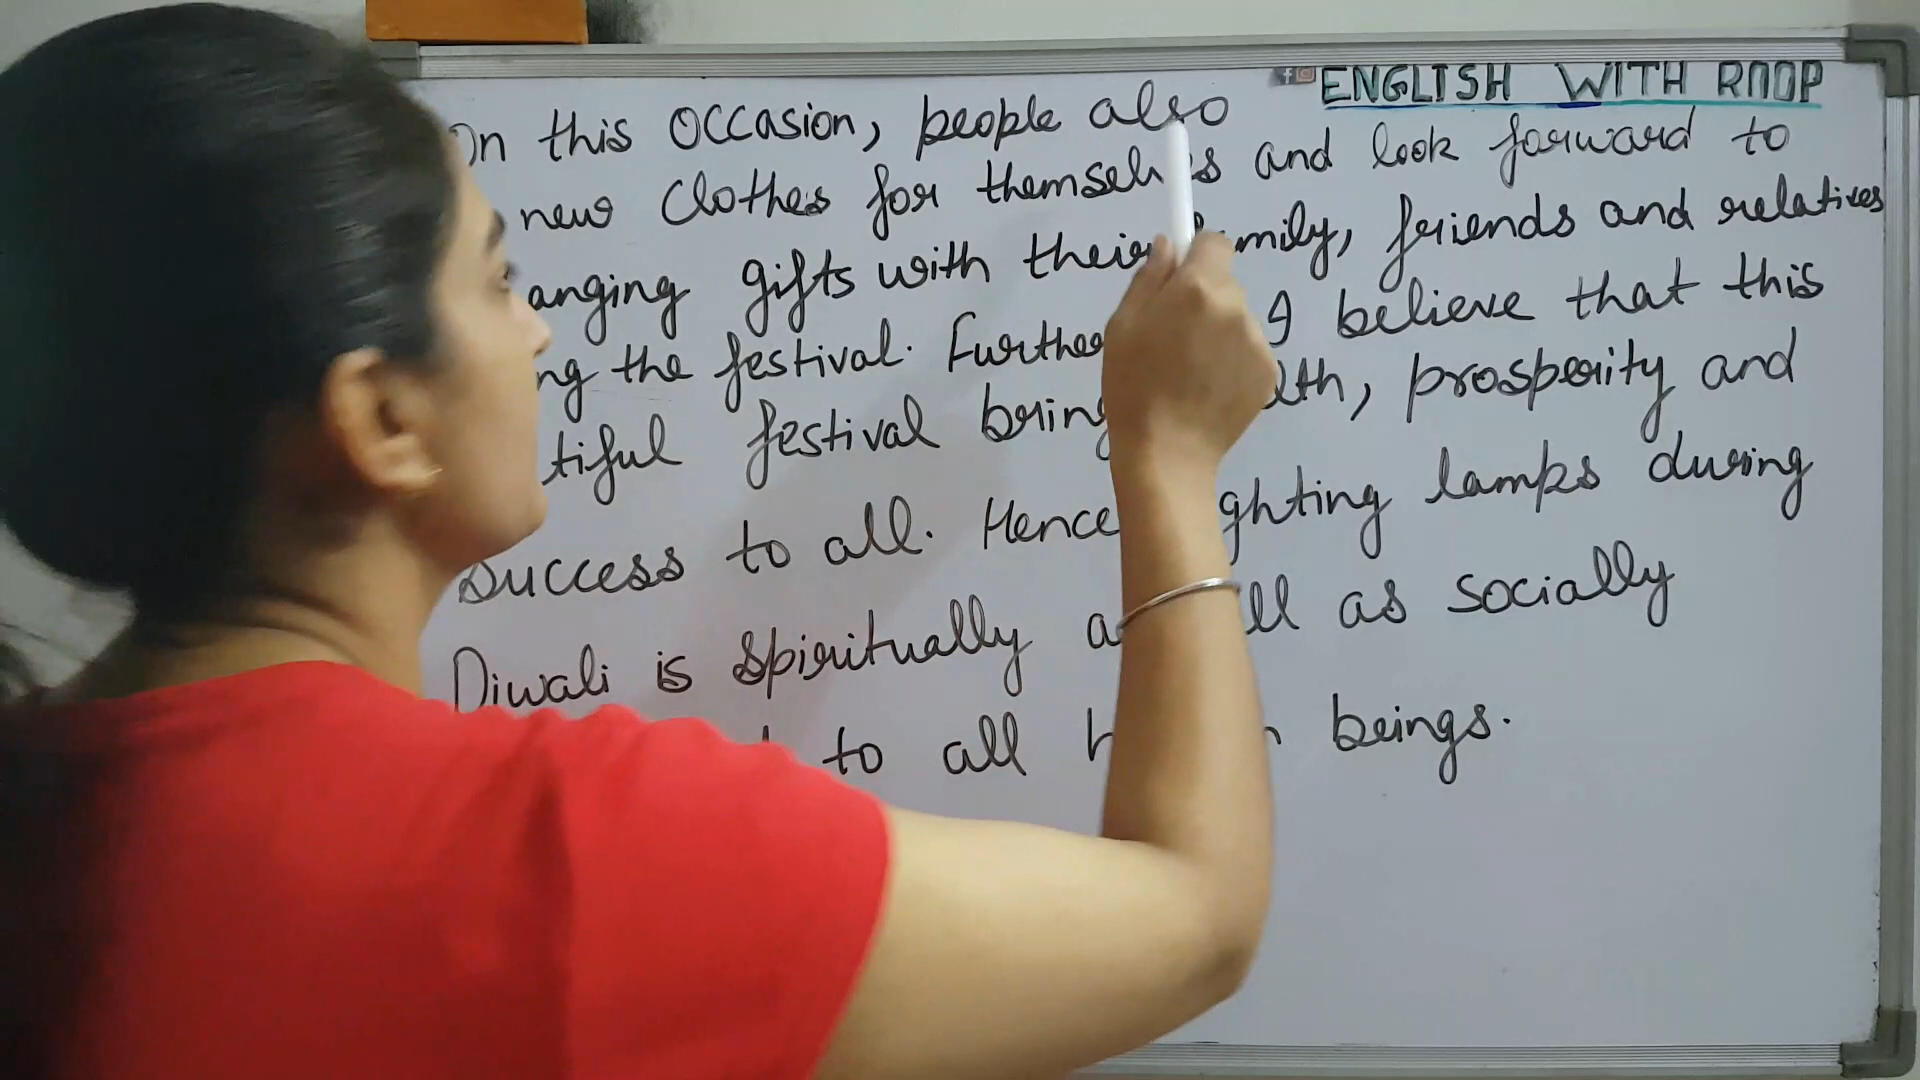 ENGLISH WITH ROOP
On this occasion, people also
new clothes for themselves and look forward to
anging gifts with their mily, friends and relatives
ng the festival. Further I believe that this
tiful festival bring lth, prosperity and
success to all. Hence ghting lamps during
Diwali is spiritually a ll as socially
to all h n beings.